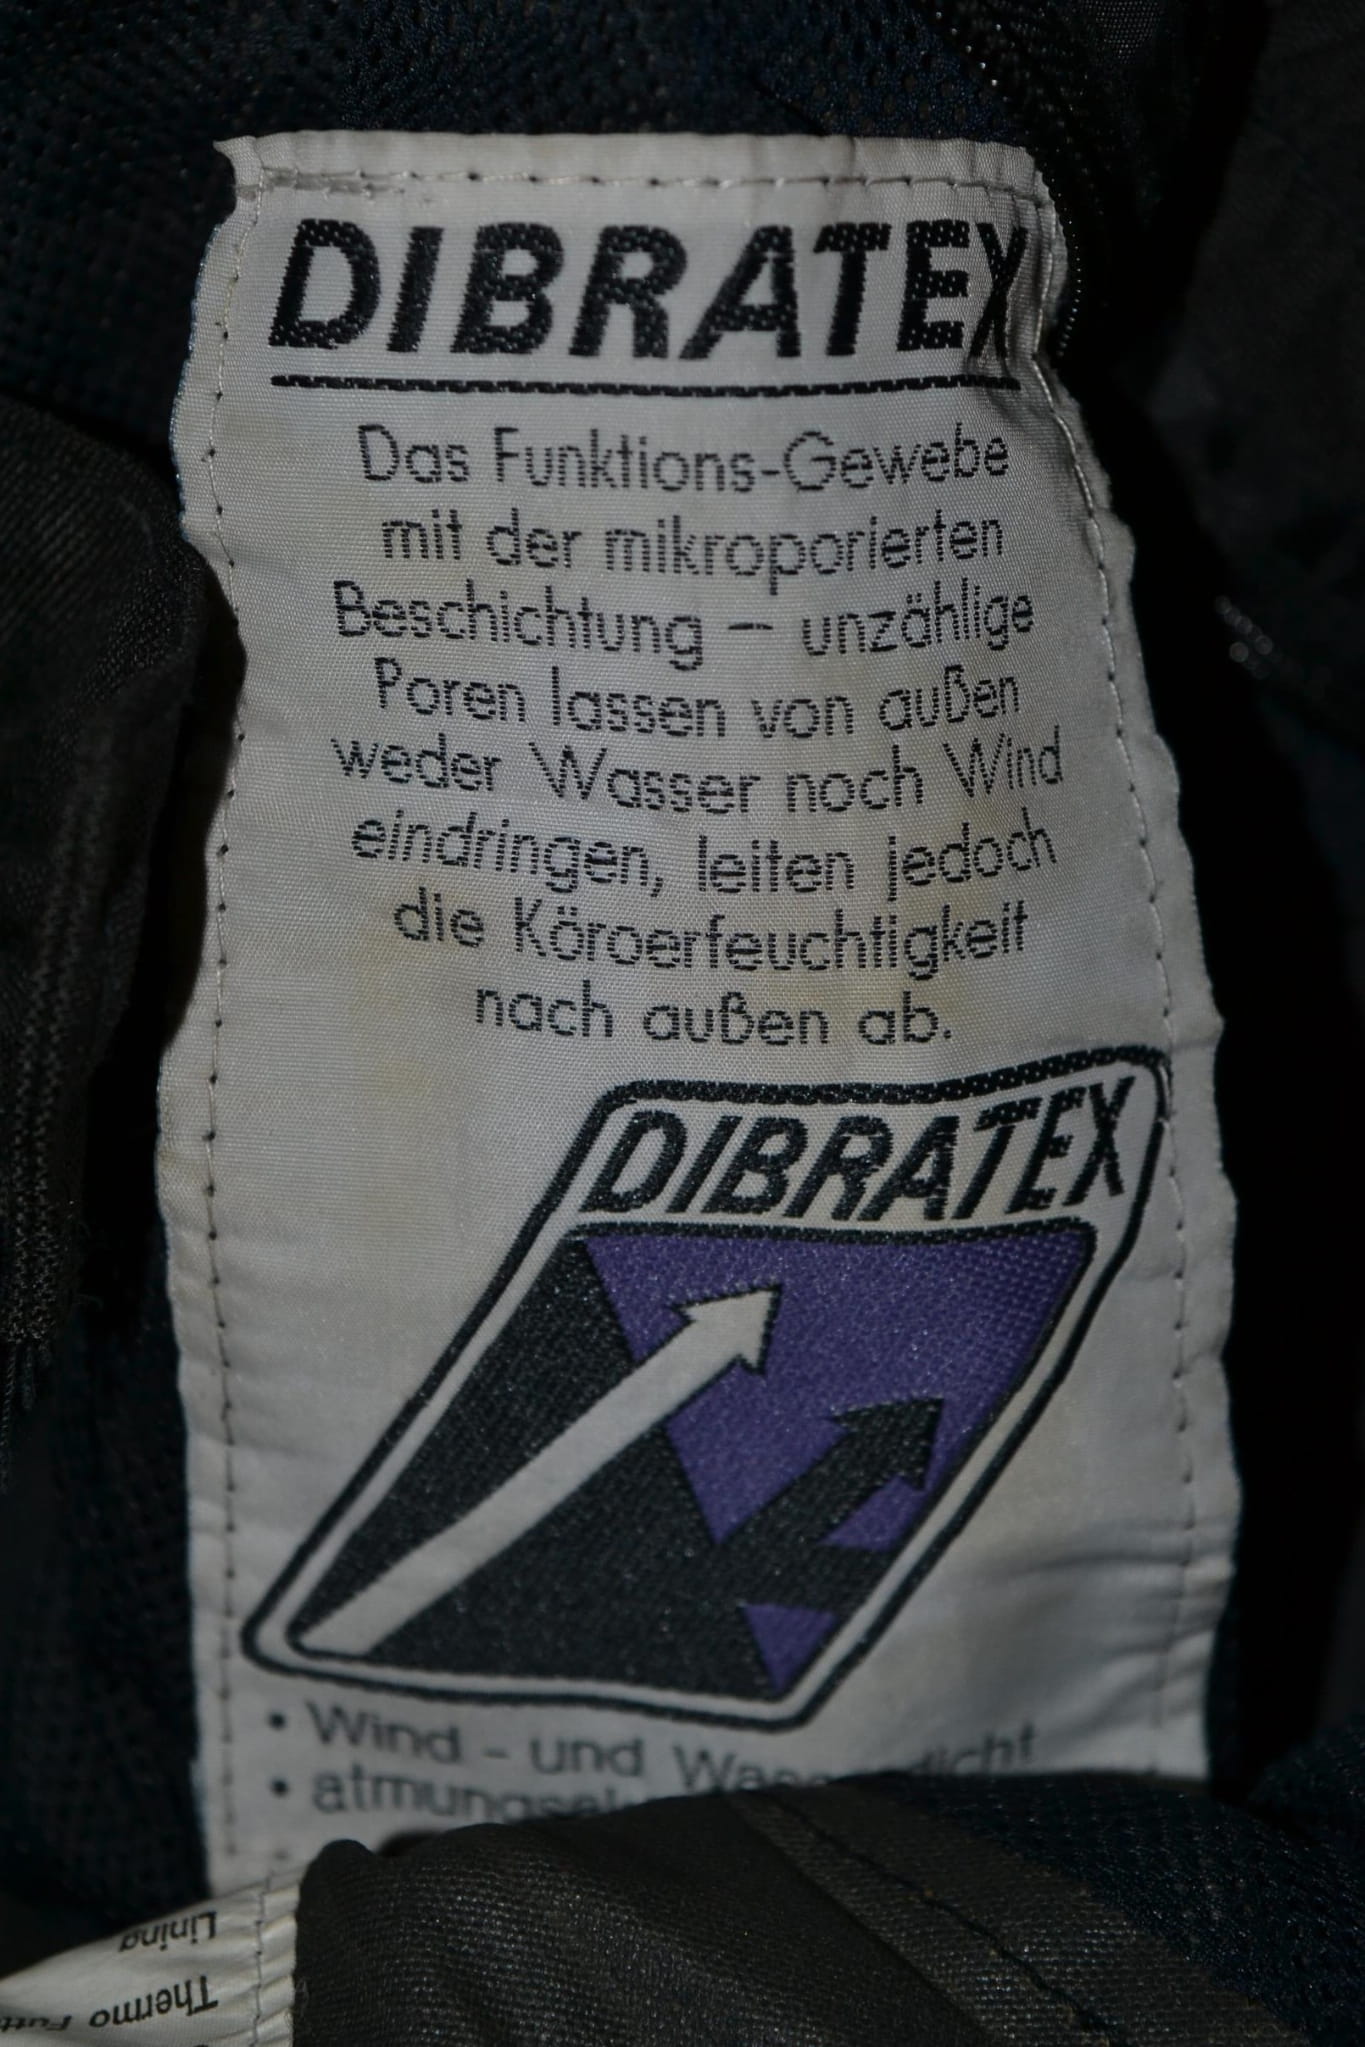 DIBRATEX
Das Funktions-Gewebe
mit der mikroporierten
Beschichtung – unzählige
Poren lassen von außen
weder Wasser noch Wind
eindringen, leiten jedoch
die Köroerfeuchtigkeit
nach außen ab.
DIBRATEX
• Wind - und
•
Lining
Thermo